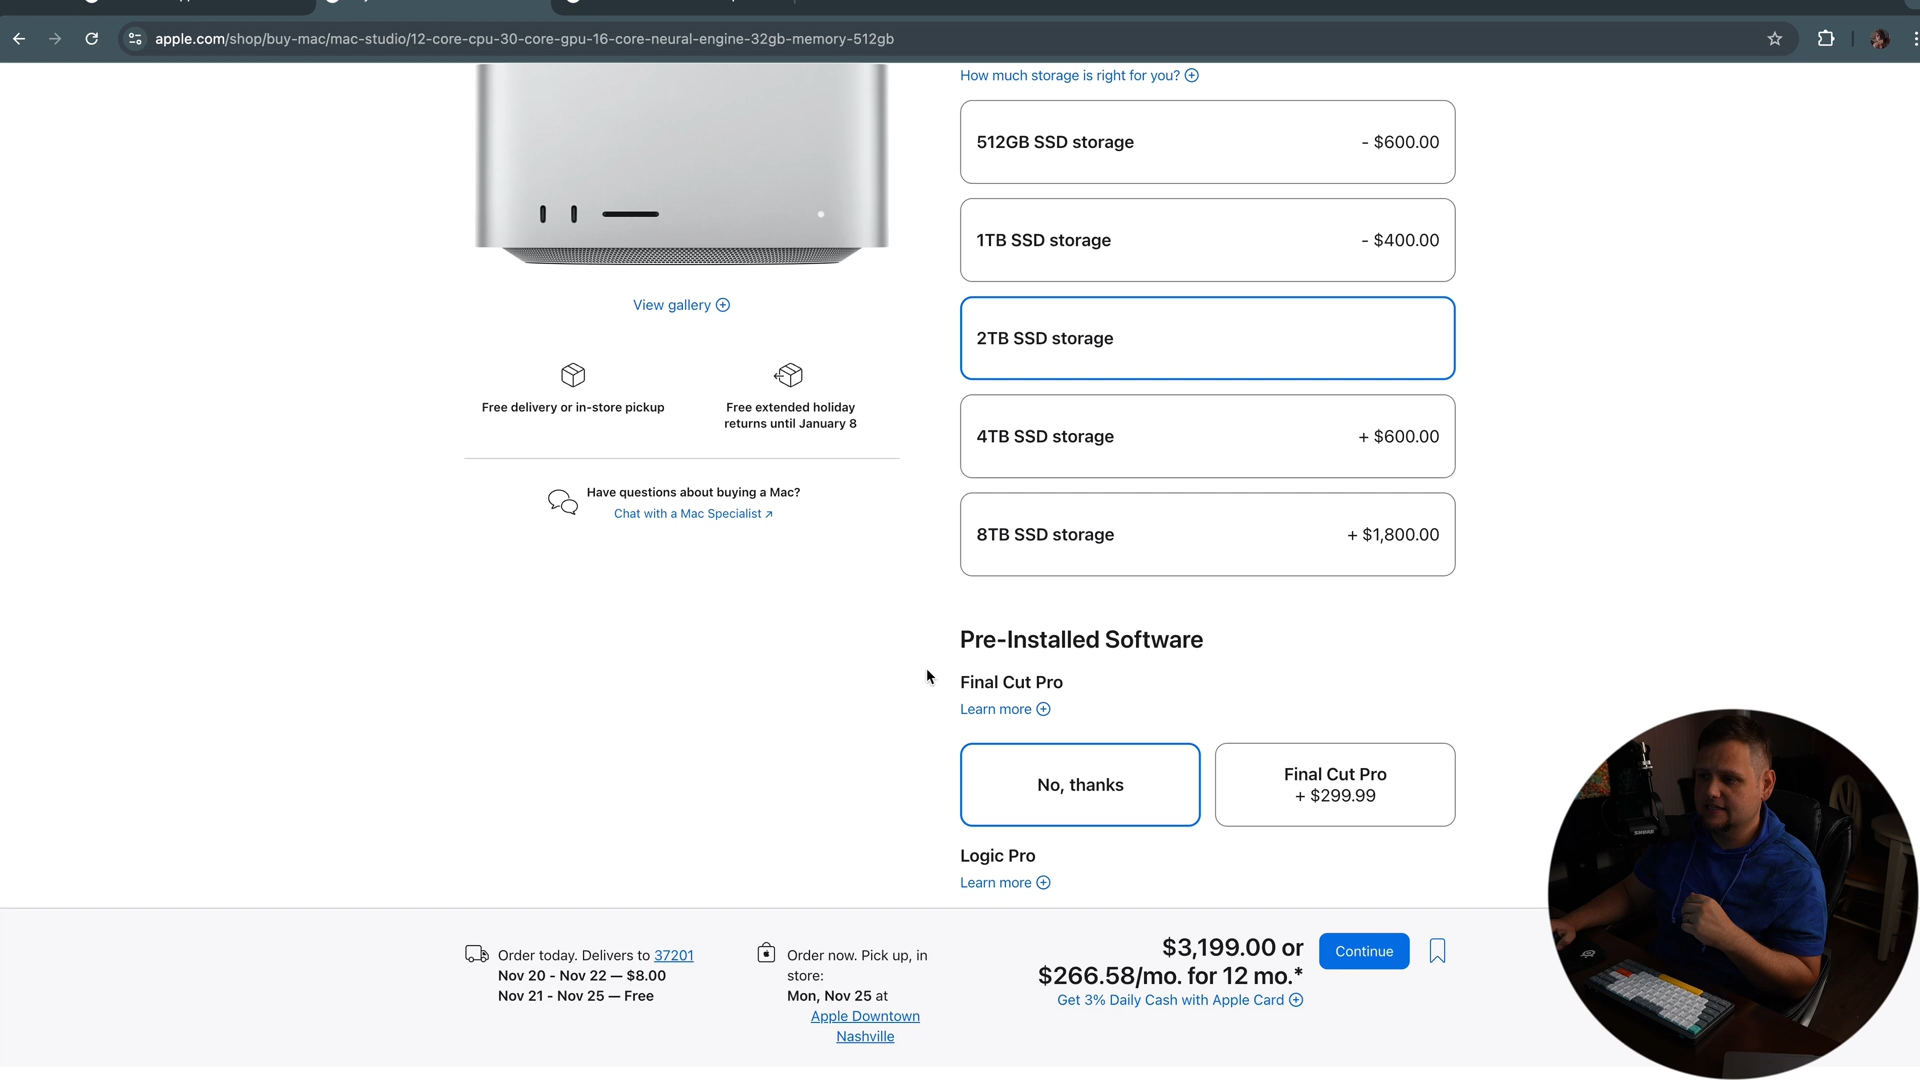 apple.com/shop/buy-mac/mac-studio/12-core-cpu-30-core-gpu-16-core-neural-engine-32gb-memory-512gb
How much storage is right for you?
512GB SSD storage - $600.00
1TB SSD storage - $400.00
2TB SSD storage
4TB SSD storage + $600.00
8TB SSD storage + $1,800.00
View gallery
Free delivery or in-store pickup
Free extended holiday
returns until January 8
Have questions about buying a Mac?
Chat with a Mac Specialist ↗
Pre-Installed Software
Final Cut Pro
Learn more
No, thanks
Final Cut Pro
+ $299.99
Logic Pro
Learn more
Order today. Delivers to 37201
Nov 20 - Nov 22 — $8.00
Nov 21 - Nov 25 — Free
Order now. Pick up, in
store:
Mon, Nov 25 at
Apple Downtown
Nashville
$3,199.00 or
$266.58/mo. for 12 mo.*
Get 3% Daily Cash with Apple Card
Continue
SHURE